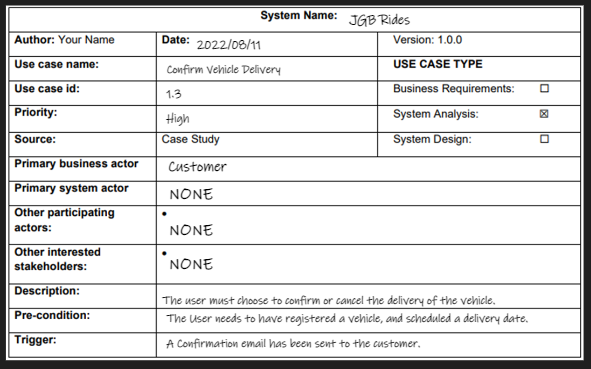 System Name: JGB Rides
Author: Your Name Date: 2022/08/11 Version: 1.0.0
Use case name: Confirm Vehicle Delivery USE CASE TYPE
Use case id: 1.3 Business Requirements: ☐
Priority: High System Analysis: ☒
Source: Case Study System Design: ☐
Primary business actor Customer
Primary system actor NONE
Other participating
actors: • NONE
Other interested
stakeholders: • NONE
Description: The user must choose to confirm or cancel the delivery of the vehicle.
Pre-condition: The User needs to have registered a vehicle, and scheduled a delivery date.
Trigger: A Confirmation email has been sent to the customer.